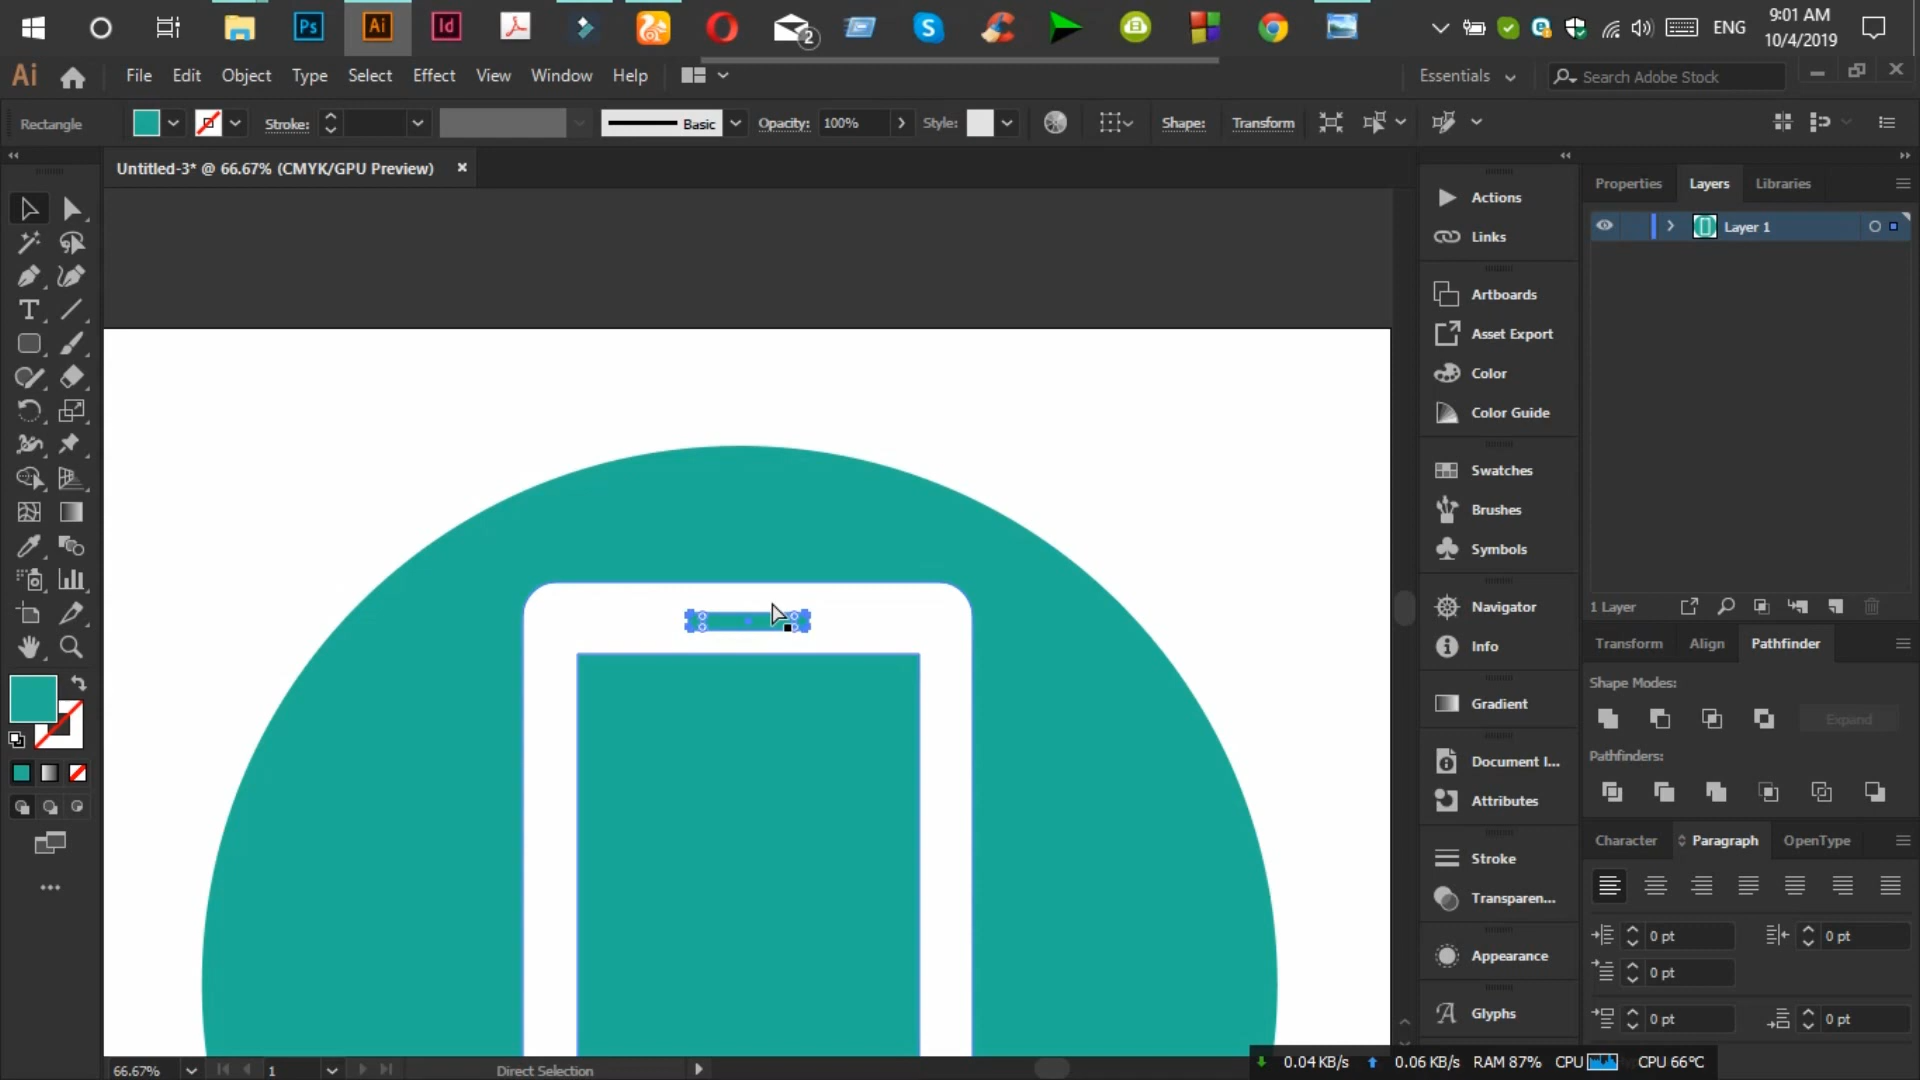 Ps Ai Id
2
S
ENG
9:01 AM
10/4/2019
Ai File Edit Object Type Select Effect View Window Help
Essentials
Search Adobe Stock
Rectangle
Stroke:
Basic
Opacity: 100%
Style:
Shape:
Transform
Untitled-3* @ 66.67% (CMYK/GPU Preview)
Actions
Links
Artboards
Asset Export
Color
Color Guide
Swatches
Brushes
Symbols
Navigator
Info
Gradient
Document I...
Attributes
Stroke
Transparen...
Appearance
Glyphs
Properties Layers Libraries
Layer 1
1 Layer
Transform Align Pathfinder
Shape Modes:
Expand
Pathfinders:
Character Paragraph OpenType
0 pt 0 pt
0 pt
0 pt 0 pt
66.67%
1
Direct Selection
0.04 KB/s 0.06 KB/s RAM 87% CPU CPU 66°C